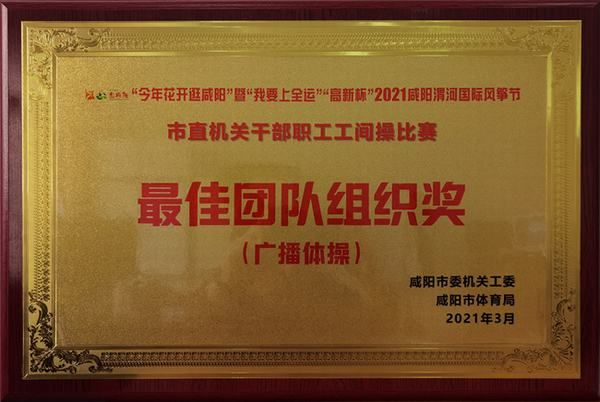 “今年花开逛咸阳”暨“我要上全运”“高新杯”2021咸阳渭河国际风筝节
市直机关干部职工工间操比赛
最佳团队组织奖
（广播体操）
咸阳市委机关工委
咸阳市体育局
2021年3月